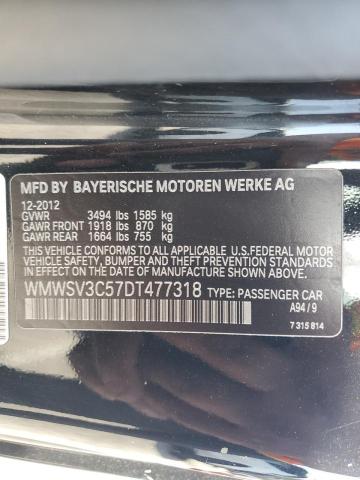 MFD BY BAYERISCHE MOTOREN WERKE AG
12-2012
GVWR 3494 lbs 1585 kg
GAWR FRONT 1918 lbs 870 kg
GAWR REAR 1664 lbs 755 kg
THIS VEHICLE CONFORMS TO ALL APPLICABLE U.S.FEDERAL MOTOR
VEHICLE SAFETY, BUMPER, AND THEFT PREVENTION STANDARDS IN
EFFECT ON THE DATE OF MANUFACTURE SHOWN ABOVE.
WMWSV3C57DT477318 TYPE: PASSENGER CAR
A94/9
7 315 814